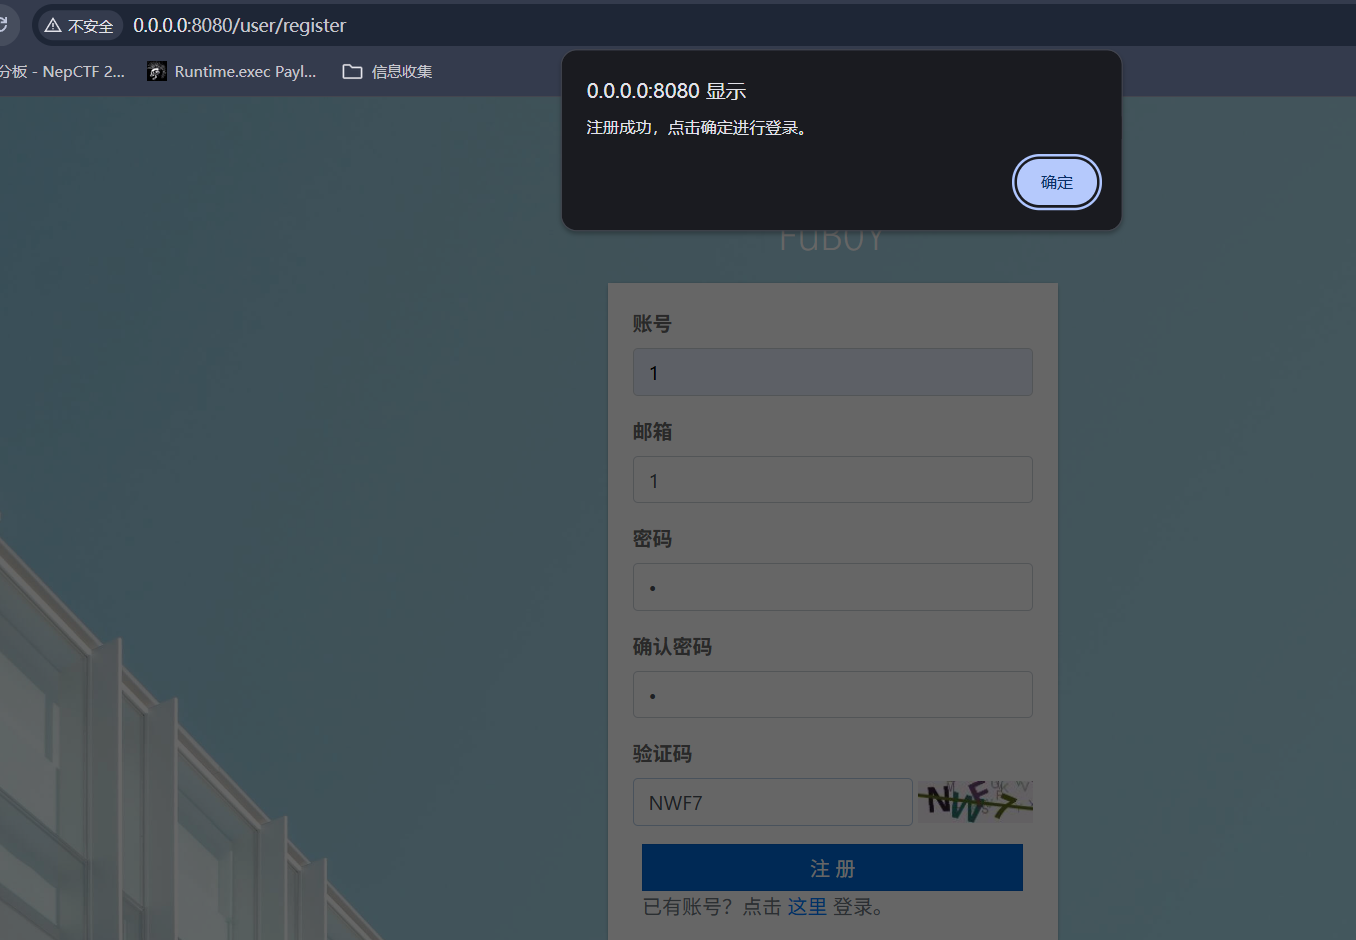 不安全 0.0.0.0:8080/user/register
分板 - NepCTF 2... Runtime.exec Payl... 信息收集
0.0.0.0:8080 显示
注册成功，点击确定进行登录。
确定
FuB0Y
账号
1
邮箱
1
密码
•
确认密码
•
验证码
NWF7 NWF7
注 册
已有账号？点击 这里 登录。